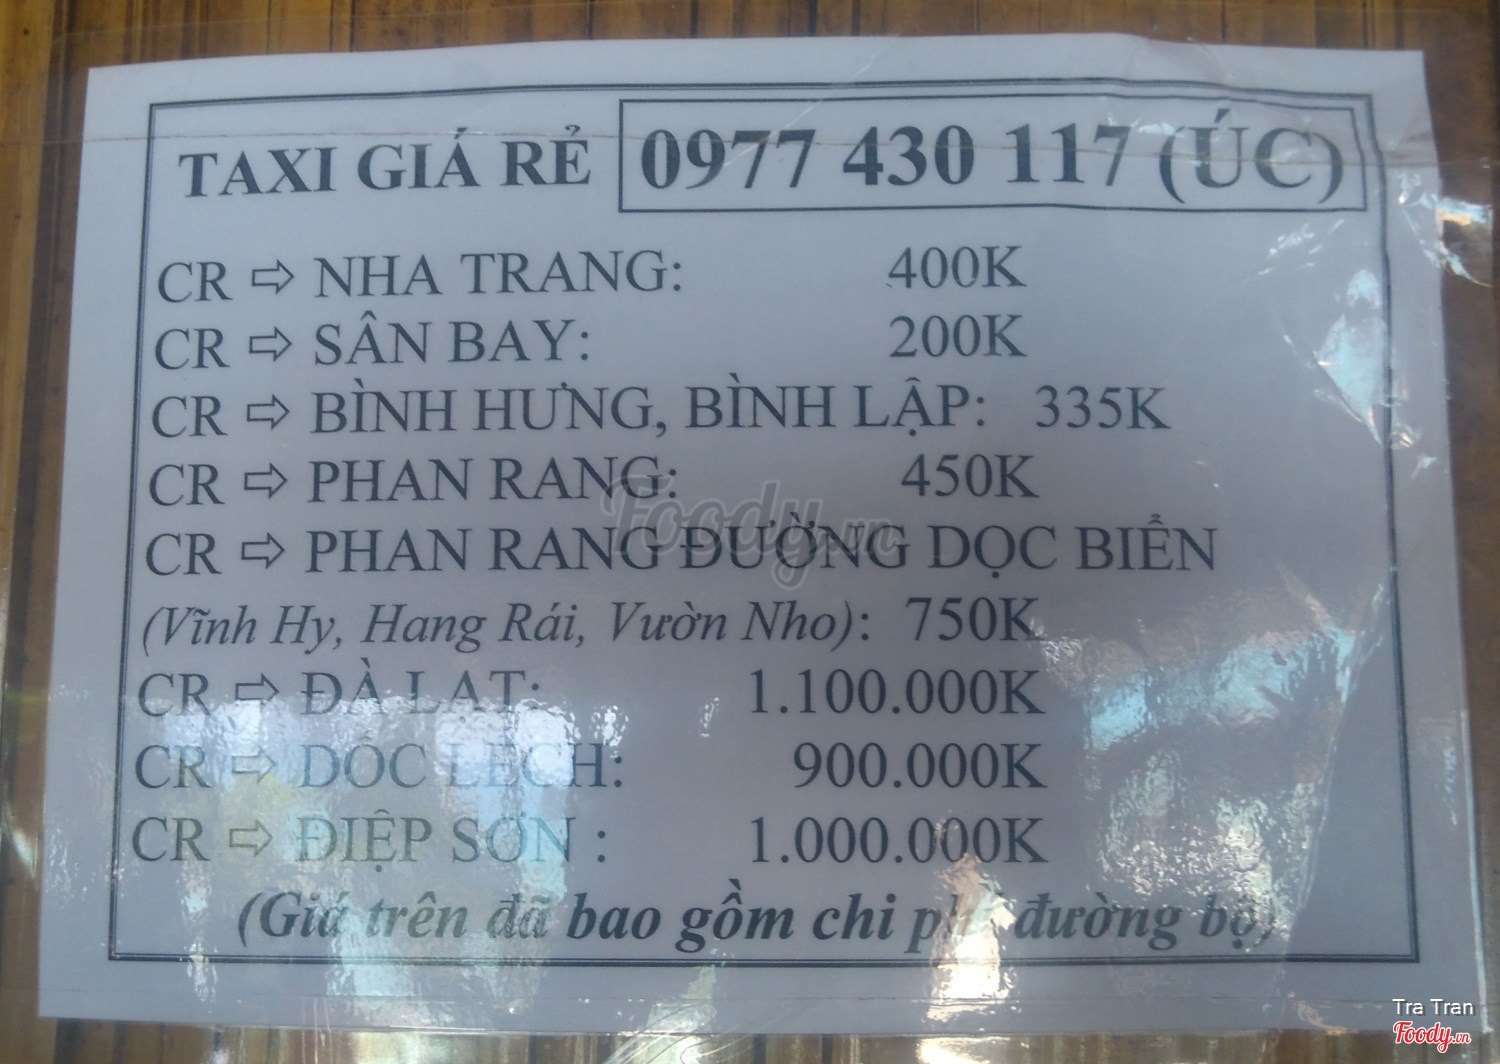 TAXI GIÁ RẺ 0977 430 117 (ÚC)
CR ⇨ NHA TRANG: 400K
CR ⇨ SÂN BAY: 200K
CR ⇨ BÌNH HƯNG, BÌNH LẬP: 335K
CR ⇨ PHAN RANG: 450K
CR ⇨ PHAN RANG ĐƯỜNG DỌC BIỂN
(Vĩnh Hy, Hang Rái, Vườn Nho): 750K
CR ⇨ ĐÀ LẠT: 1.100.000K
CR ⇨ DỐC LẾCH: 900.000K
CR ⇨ ĐIỆP SƠN : 1.000.000K
(Giá trên đã bao gồm chi phí đường bộ)
Foody.vn
Tra Tran
Foody.vn